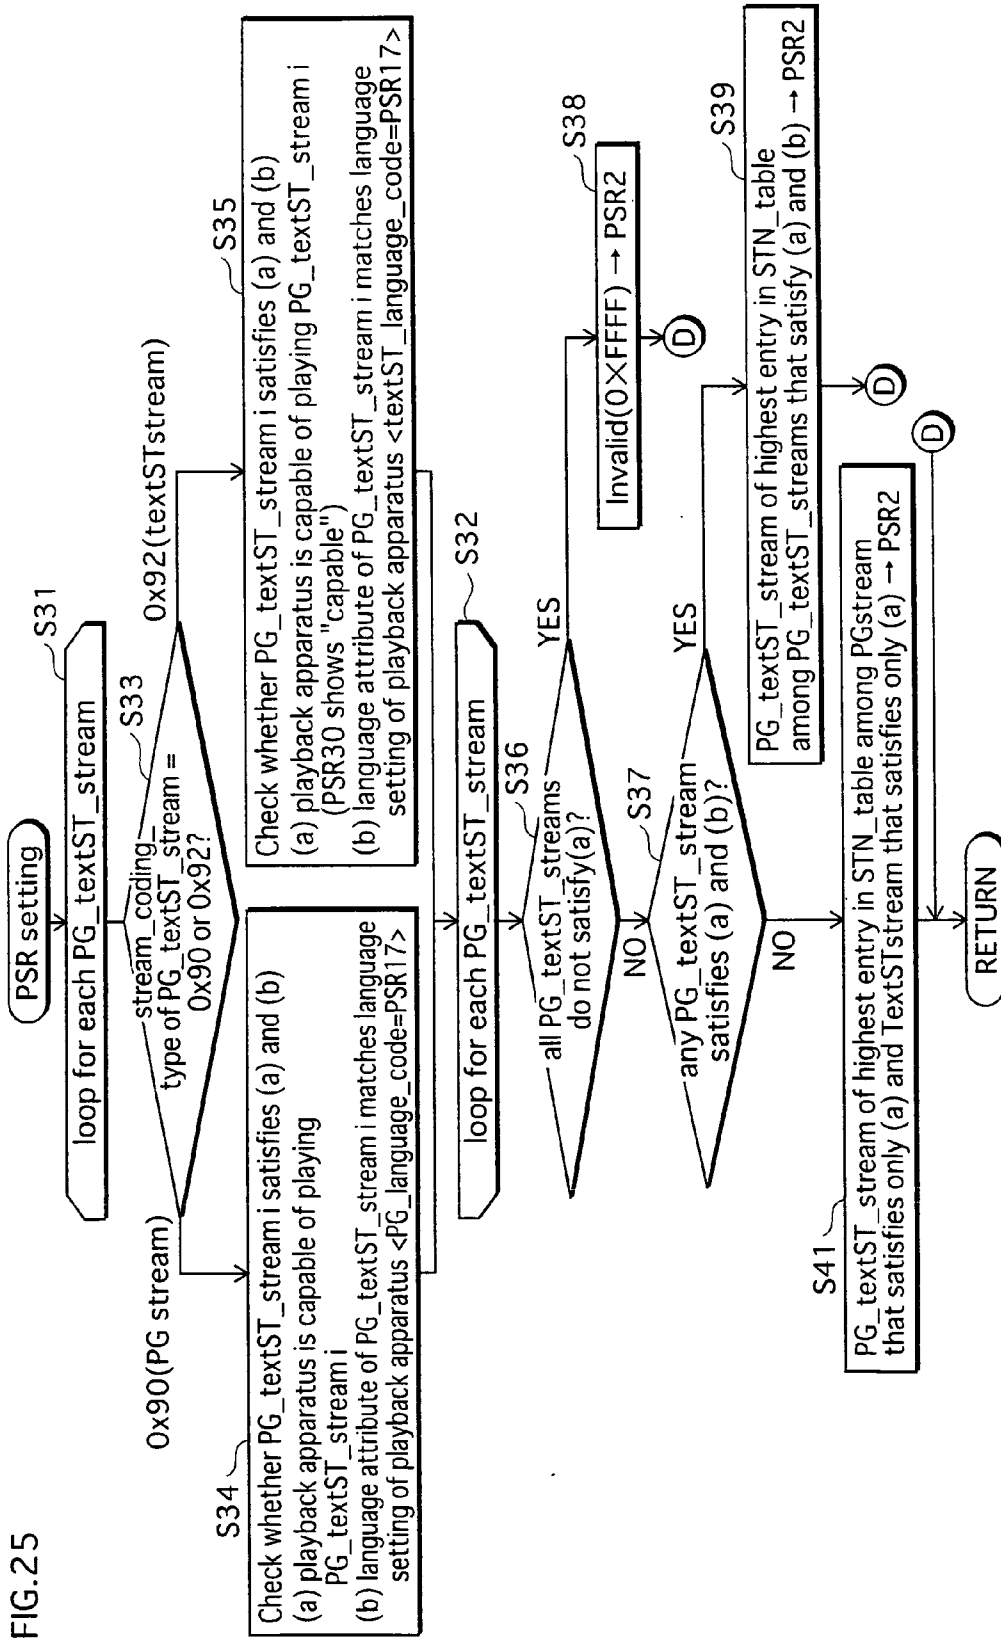 FIG.25
PSR setting
S31
loop for each PG_textST_stream
S33
stream_coding_
type of PG_textST_stream =
0x90 or 0x92?
0x90(PG stream)
0x92(textSTstream)
S34
Check whether PG_textST_stream i satisfies (a) and (b)
(a) playback apparatus is capable of playing
PG_textST_stream i
(b) language attribute of PG_textST_stream i matches language
setting of playback apparatus <PG_language_code=PSR17>
S35
Check whether PG_textST_stream i satisfies (a) and (b)
(a) playback apparatus is capable of playing PG_textST_stream i
(PSR30 shows "capable")
(b) language attribute of PG_textST_stream i matches language
setting of playback apparatus <textST_language_code=PSR17>
S32
loop for each PG_textST_stream
S36
all PG_textST_streams
do not satisfy(a)?
YES
S38
Invalid(0×FFFF) → PSR2
D
NO
S37
any PG_textST_stream
satisfies (a) and (b)?
YES
S39
PG_textST_stream of highest entry in STN_table
among PG_textST_streams that satisfy (a) and (b) → PSR2
D
NO
S41
PG_textST_stream of highest entry in STN_table among PGstream
that satisfies only (a) and TextSTstream that satisfies only (a) → PSR2
D
RETURN